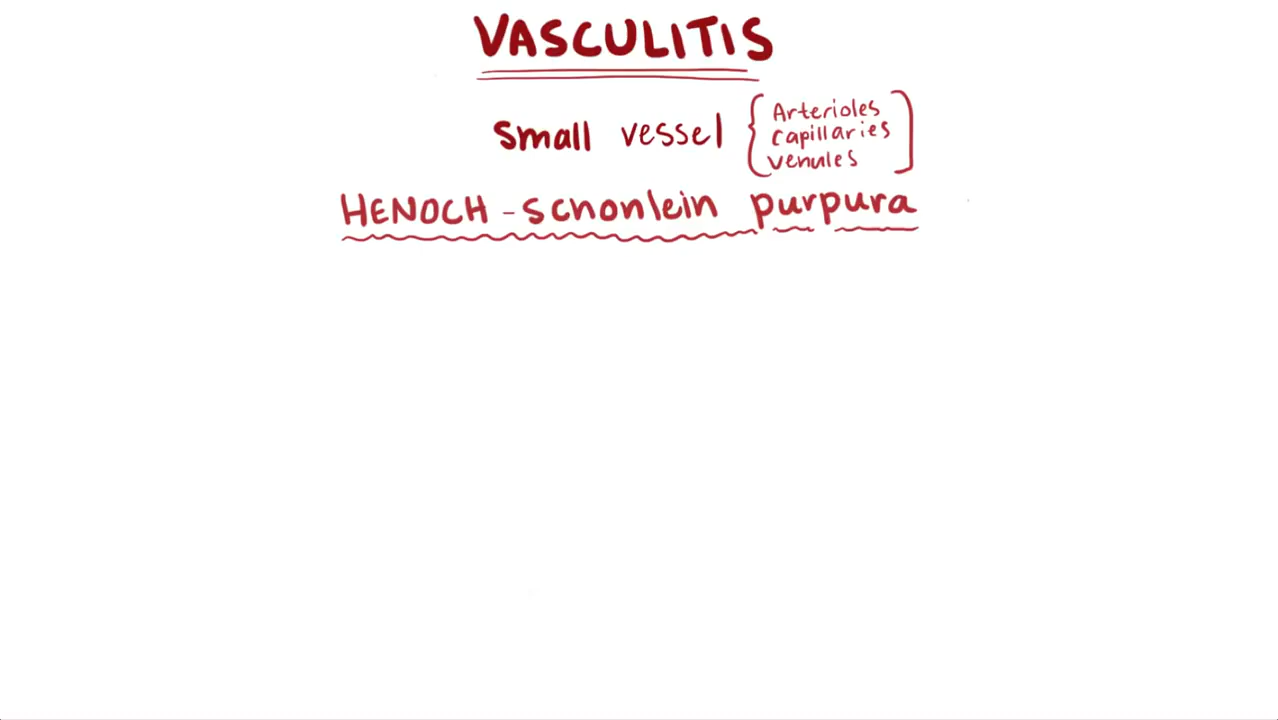 VASCULITIS
small vessel
Arterioles
capillaries
venules
HENOCH-schonlein purpura